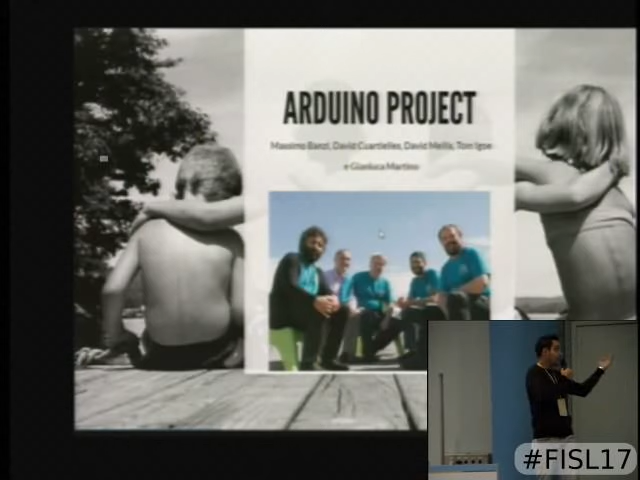 ARDUINO PROJECT
Massimo Banzi, David Cuartielles, David Mellis, Tom Igoe
e Gianluca Martino
#FISL17